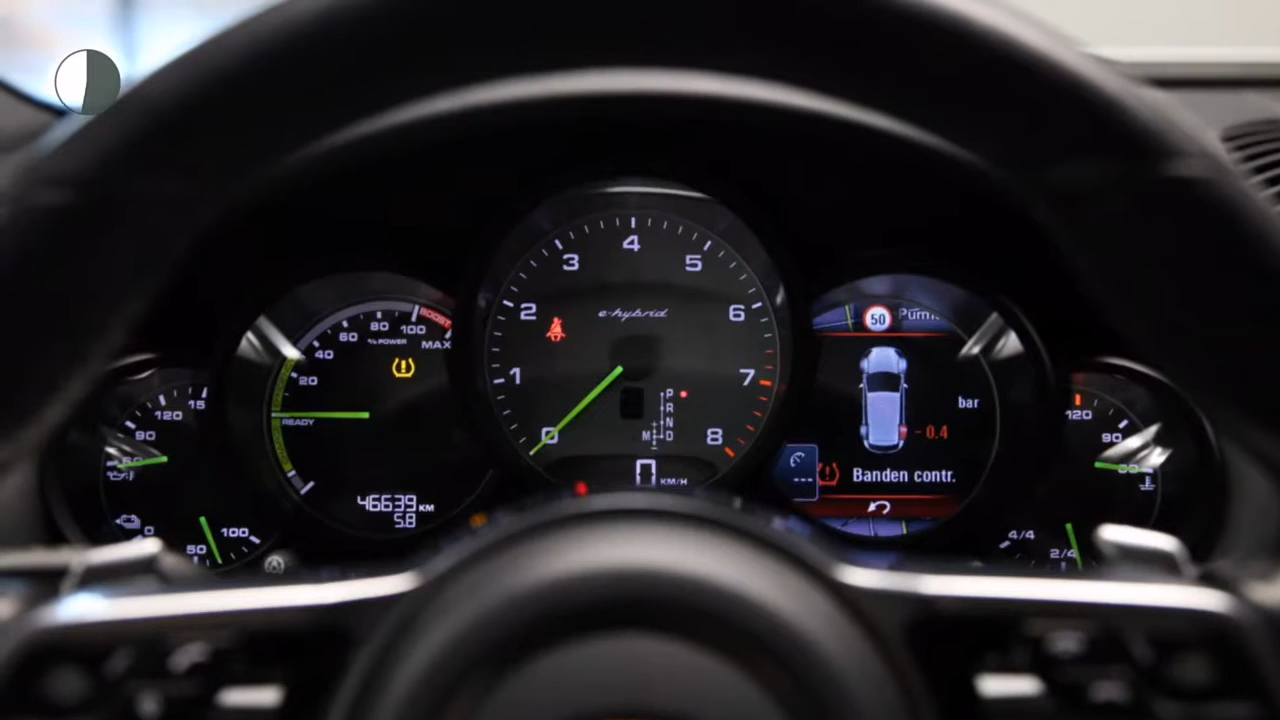 4
3
5
2
6
1
7
0
8
e-hybrid
P
R
N
D
M
0 KM/H
BOOST
MAX
100
80
60
40
20
% POWER
READY
46639 KM
5.8
15
120
90
0
50
100
50
bar
- 0.4
Banden contr.
---
120
90
4/4
2/4